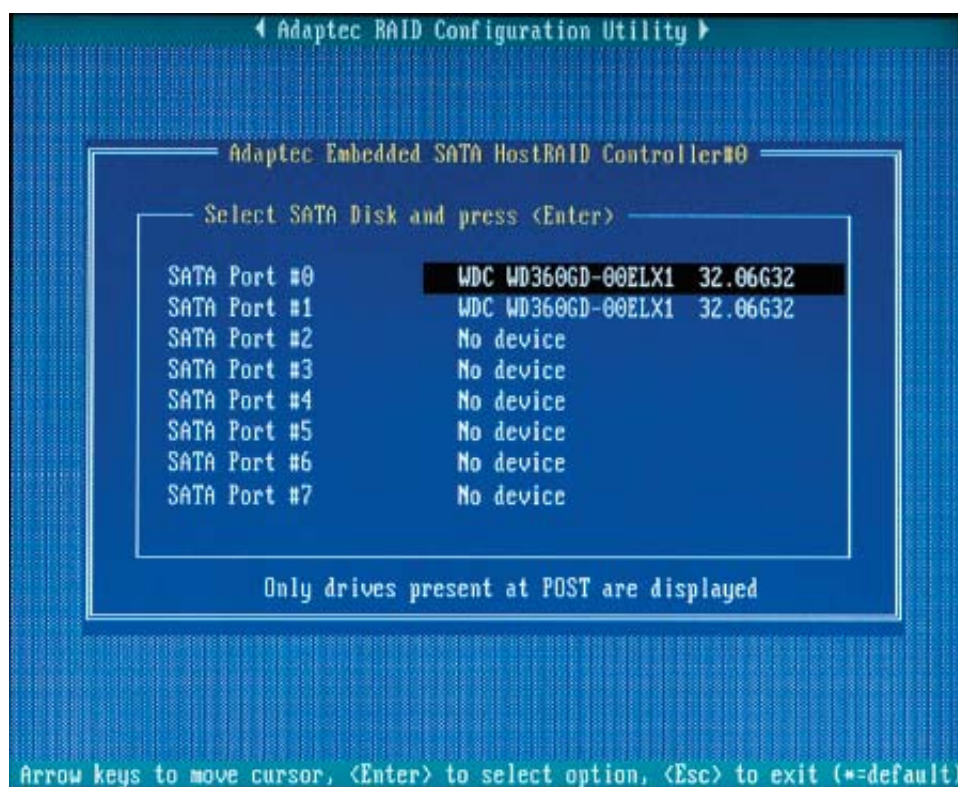 Adaptec RAID Configuration Utility
Adaptec Embedded SATA HostRAID Controller#0
Select SATA Disk and press <Enter>
SATA Port #0 WDC WD360GD-00ELX1 32.06G32
SATA Port #1 WDC WD360GD-00ELX1 32.06G32
SATA Port #2 No device
SATA Port #3 No device
SATA Port #4 No device
SATA Port #5 No device
SATA Port #6 No device
SATA Port #7 No device
Only drives present at POST are displayed
Arrow keys to move cursor, <Enter> to select option, <Esc> to exit (*=default)